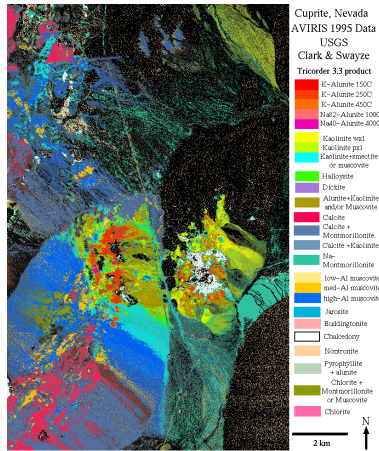 Cuprite, Nevada
AVIRIS 1995 Data
USGS
Clark & Swayze
Tricorder 3.3 product
K-Alunite 150C
K-Alunite 250C
K-Alunite 450C
Na82-Alunite 100C
Na40-Alunite 400C
Kaolinite wxl
Kaolinite pxl
Kaolinite+smectite
or muscovite
Halloysite
Dickite
Alunite+Kaolinite
and/or Muscovite
Calcite
Calcite +
Montmorillonite
Calcite +Kaolinite
Na-
Montmorillonite
low-Al muscovite
med-Al muscovite
high-Al muscovite
Jarosite
Buddingtonite
Chalcedony
Nontronite
Pyrophyllite
+ alunite
Chlorite +
Montmorillonite
or Muscovite
Chlorite
N
2 km